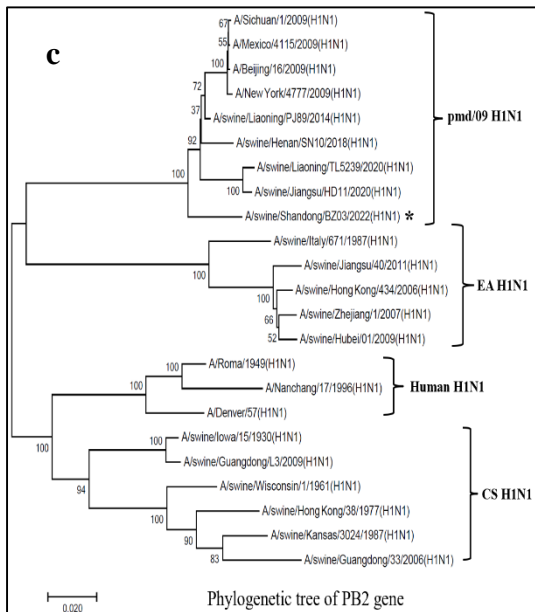 c
67
A/Sichuan/1/2009(H1N1)
55
A/Mexico/4115/2009(H1N1)
100
A/Beijing/16/2009(H1N1)
72
A/New York/4777/2009(H1N1)
37
A/swine/Liaoning/PJ89/2014(H1N1)
92
A/swine/Henan/SN10/2018(H1N1)
pmd/09 H1N1
100
A/swine/Liaoning/TL5239/2020(H1N1)
100
A/swine/Jiangsu/HD11/2020(H1N1)
A/swine/Shandong/BZ03/2022(H1N1) *
A/swine/Italy/671/1987(H1N1)
100
A/swine/Jiangsu/40/2011(H1N1)
100
A/swine/Hong Kong/434/2006(H1N1)
EA H1N1
66
A/swine/Zhejiang/1/2007(H1N1)
52
A/swine/Hubei/01/2009(H1N1)
100
A/Roma/1949(H1N1)
100
A/Nanchang/17/1996(H1N1)
Human H1N1
A/Denver/57(H1N1)
100
100
A/swine/Iowa/15/1930(H1N1)
A/swine/Guangdong/L3/2009(H1N1)
94
A/swine/Wisconsin/1/1961(H1N1)
CS H1N1
100
A/swine/Hong Kong/38/1977(H1N1)
90
A/swine/Kansas/3024/1987(H1N1)
83
A/swine/Guangdong/33/2006(H1N1)
0.020
Phylogenetic tree of PB2 gene